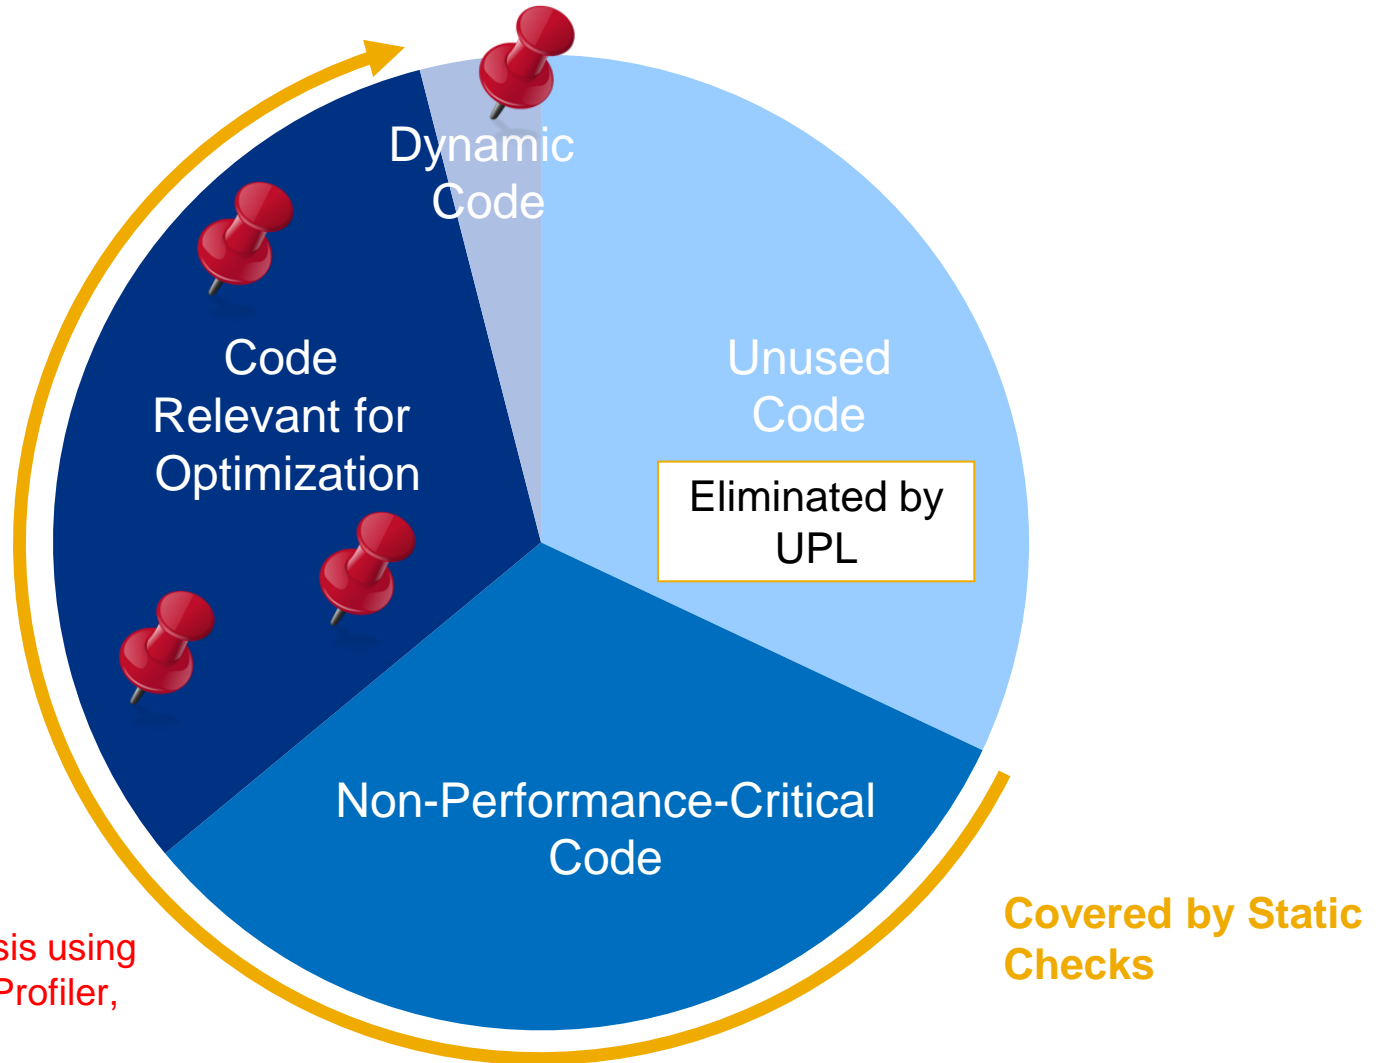 Dynamic
Code
Code
Relevant for
Optimization
Unused
Code
Eliminated by
UPL
Non-Performance-Critical
Code
Covered by Static
Checks
sis using
Profiler,